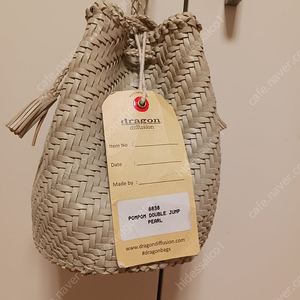 dragon
diffusion
Item No :
Date :
Made by :
8838
POMPOM DOUBLE JUMP
PEARL
www.dragondiffusion.com
#dragonbags